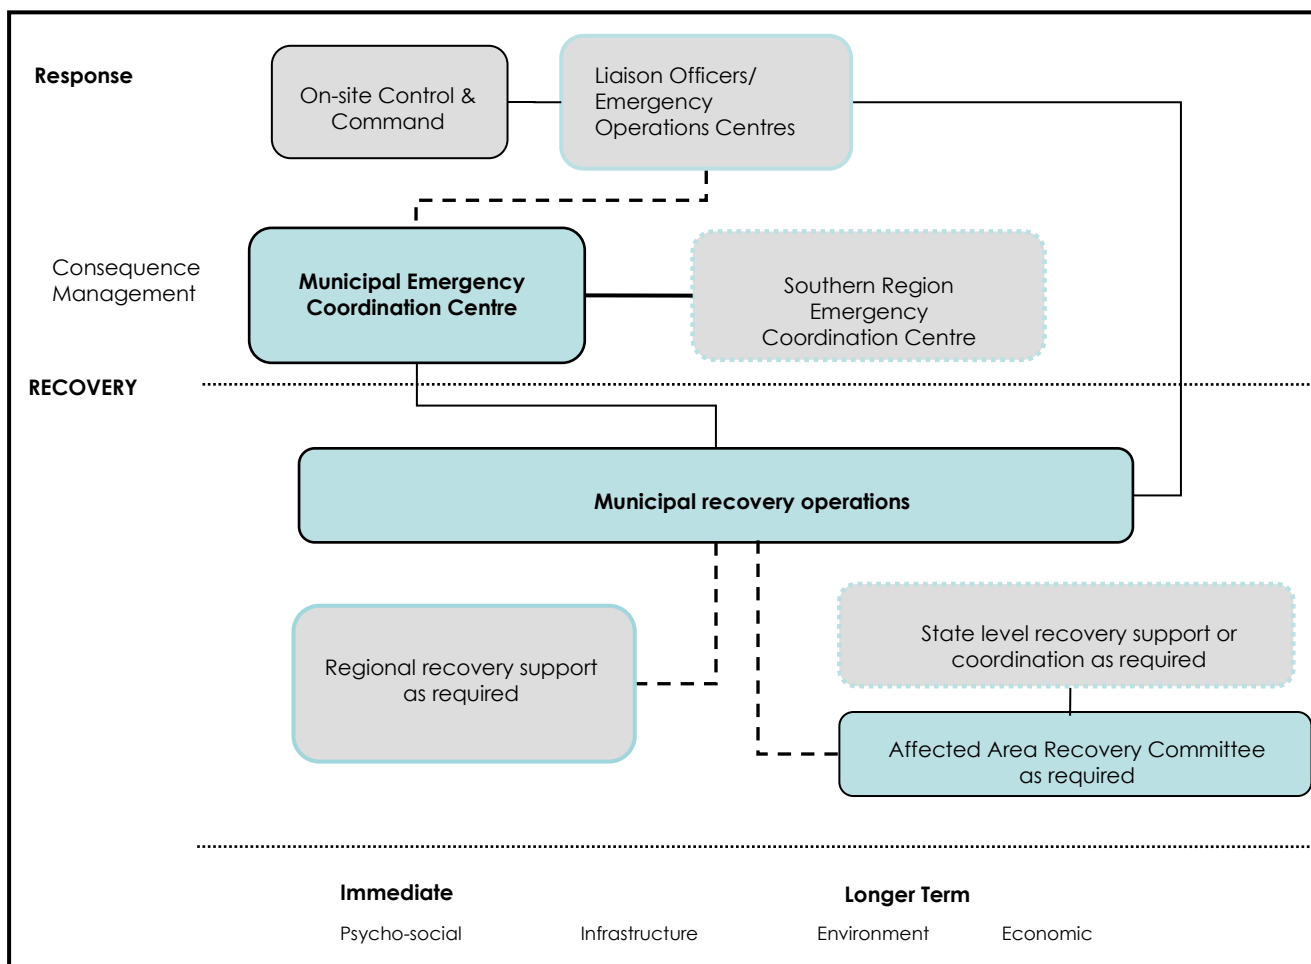 Response
On-site Control &
Command
Liaison Officers/
Emergency
Operations Centres
Consequence
Management
Municipal Emergency
Coordination Centre
Southern Region
Emergency
Coordination Centre
RECOVERY
Municipal recovery operations
Regional recovery support
as required
State level recovery support or
coordination as required
Affected Area Recovery Committee
as required
Immediate
Longer Term
Psycho-social
Infrastructure
Environment
Economic